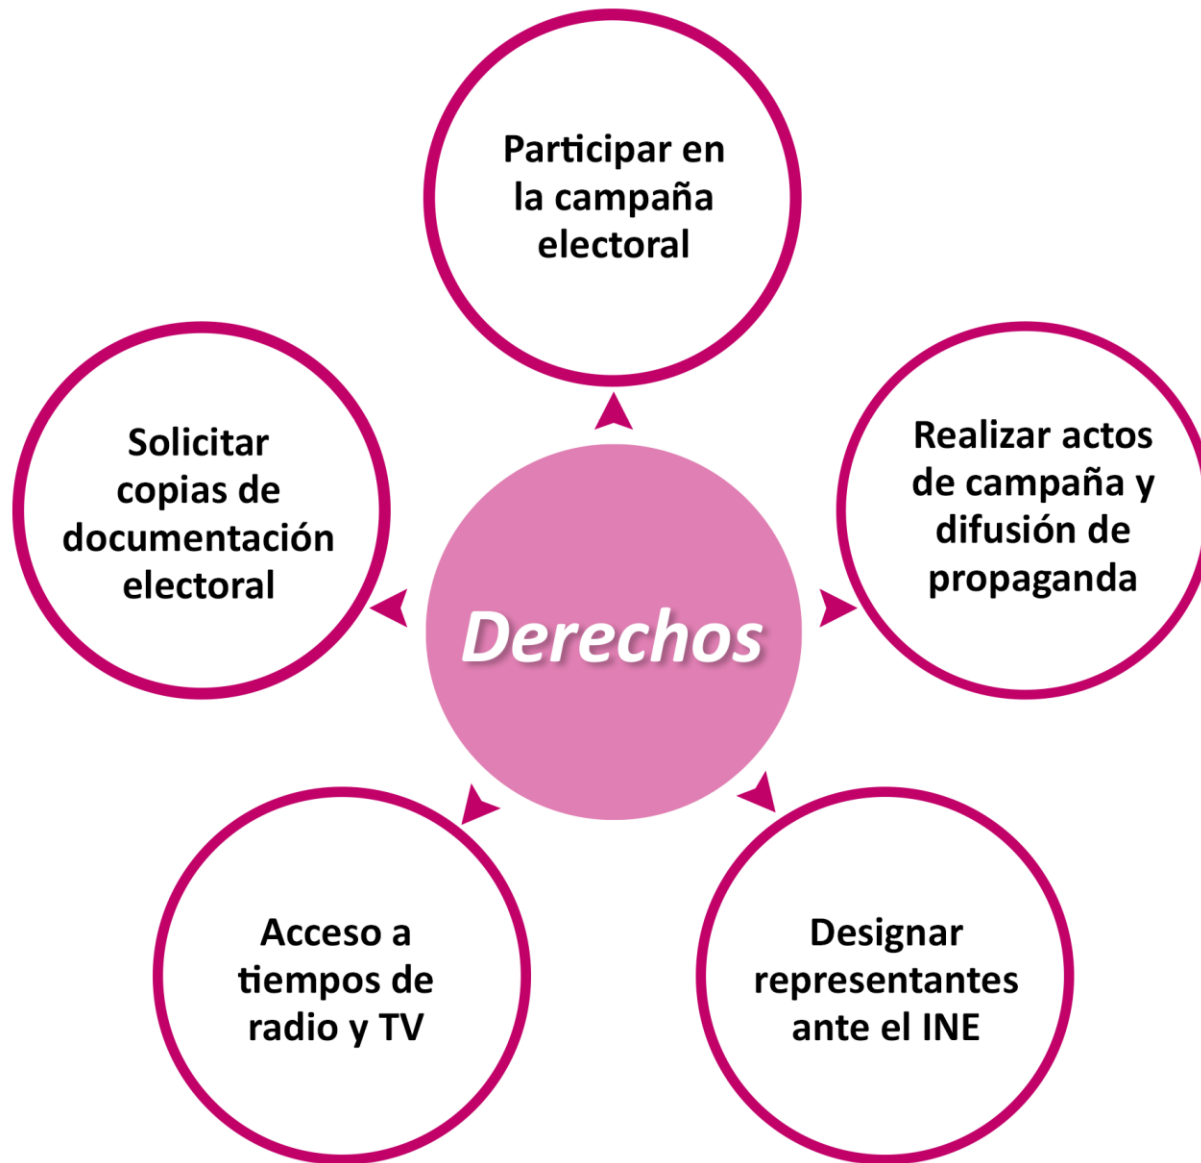 Participar en
la campaña
electoral
Solicitar
copias de
documentación
electoral
Realizar actos
de campaña y
difusión de
propaganda
Derechos
Acceso a
tiempos de
radio y TV
Designar
representantes
ante el INE